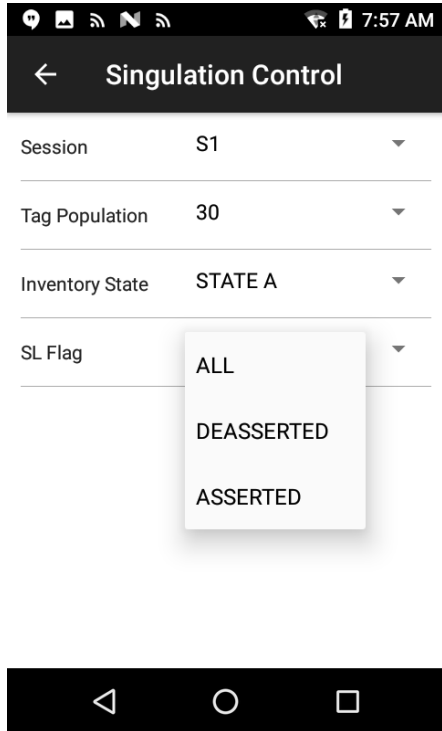 7:57 AM
Singulation Control
Session S1
Tag Population 30
Inventory State STATE A
SL Flag
ALL
DEASSERTED
ASSERTED